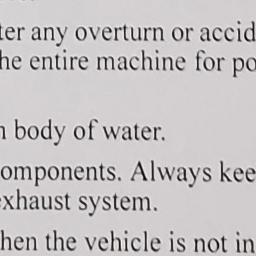 ter any overturn or accid
he entire machine for po
n body of water.
components. Always kee
exhaust system.
hen the vehicle is not in